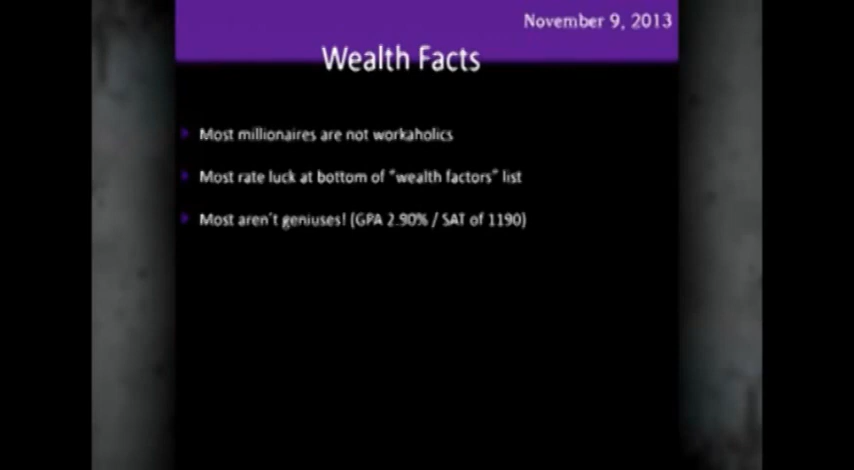 November 9, 2013
Wealth Facts
Most millionaires are not workaholics
Most rate luck at bottom of "wealth factors" list
Most aren't geniuses! (GPA 2.90% / SAT of 1190)